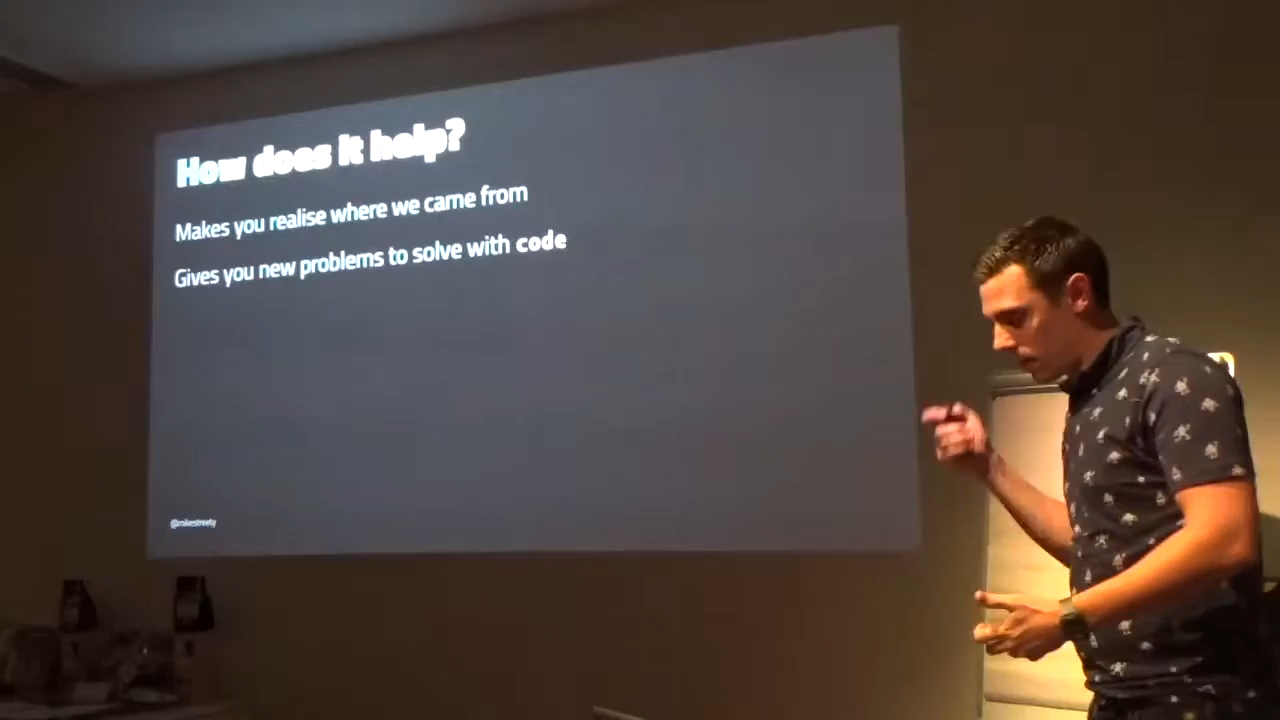 How does it help?
Makes you realise where we came from
Gives you new problems to solve with code
@mikestreety